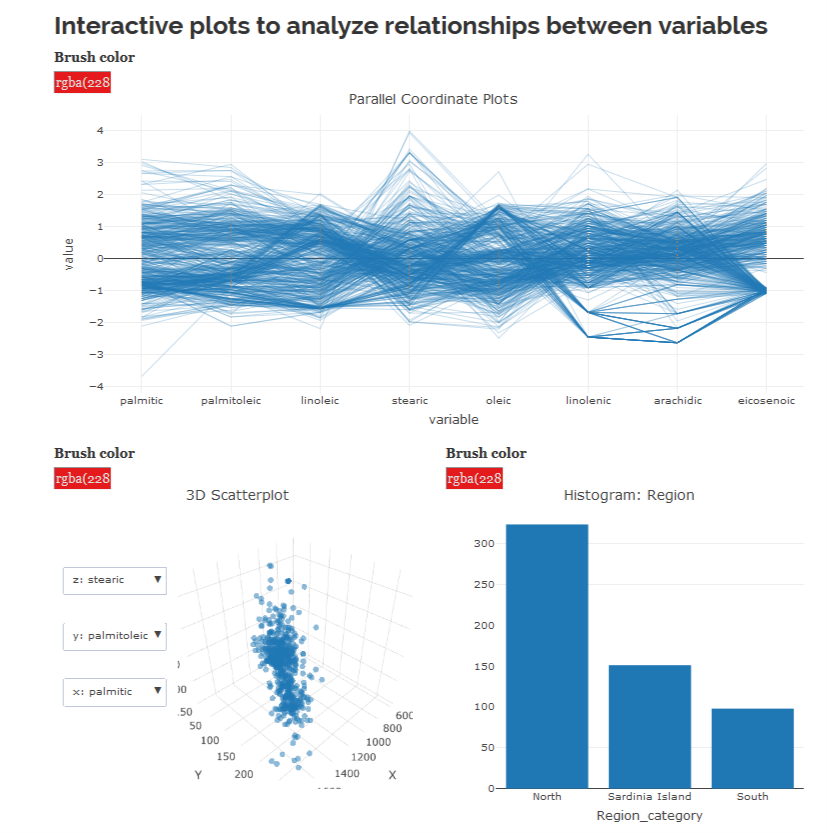 Interactive plots to analyze relationships between variables
Brush color
rgba(228
Parallel Coordinate Plots
4
3
2
1
0
−1
−2
−3
−4
value
palmitic palmitoleic linoleic stearic oleic linolenic arachidic eicosenoic
variable
Brush color
rgba(228
3D Scatterplot
z: stearic ▼
y: palmitoleic ▼
x: palmitic ▼
50
100
150
200
Y
600
800
1000
1200
1400
X
Brush color
rgba(228
Histogram: Region
300
250
200
150
100
50
0
North Sardinia Island South
Region_category